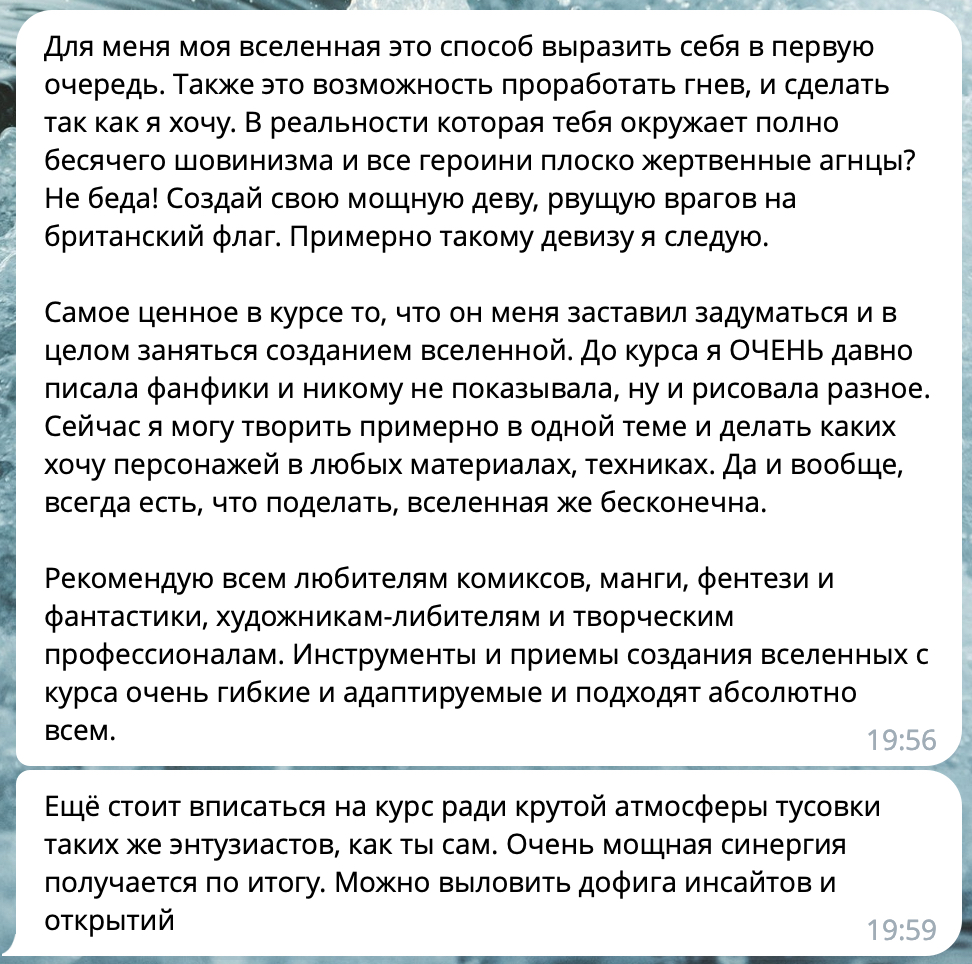 Для меня моя вселенная это способ выразить себя в первую
очередь. Также это возможность проработать гнев, и сделать
так как я хочу. В реальности которая тебя окружает полно
бесячего шовинизма и все героини плоско жертвенные агнцы?
Не беда! Создай свою мощную деву, рвущую врагов на
британский флаг. Примерно такому девизу я следую.
Самое ценное в курсе то, что он меня заставил задуматься и в
целом заняться созданием вселенной. До курса я ОЧЕНЬ давно
писала фанфики и никому не показывала, ну и рисовала разное.
Сейчас я могу творить примерно в одной теме и делать каких
хочу персонажей в любых материалах, техниках. Да и вообще,
всегда есть, что поделать, вселенная же бесконечна.
Рекомендую всем любителям комиксов, манги, фентези и
фантастики, художникам-либителям и творческим
профессионалам. Инструменты и приемы создания вселенных с
курса очень гибкие и адаптируемые и подходят абсолютно
всем.
19:56
Ещё стоит вписаться на курс ради крутой атмосферы тусовки
таких же энтузиастов, как ты сам. Очень мощная синергия
получается по итогу. Можно выловить дофига инсайтов и
открытий
19:59